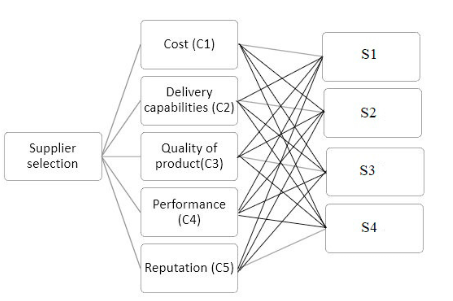 Supplier
selection
Cost (C1)
Delivery
capabilities (C2)
Quality of
product(C3)
Performance
(C4)
Reputation (C5)
S1
S2
S3
S4